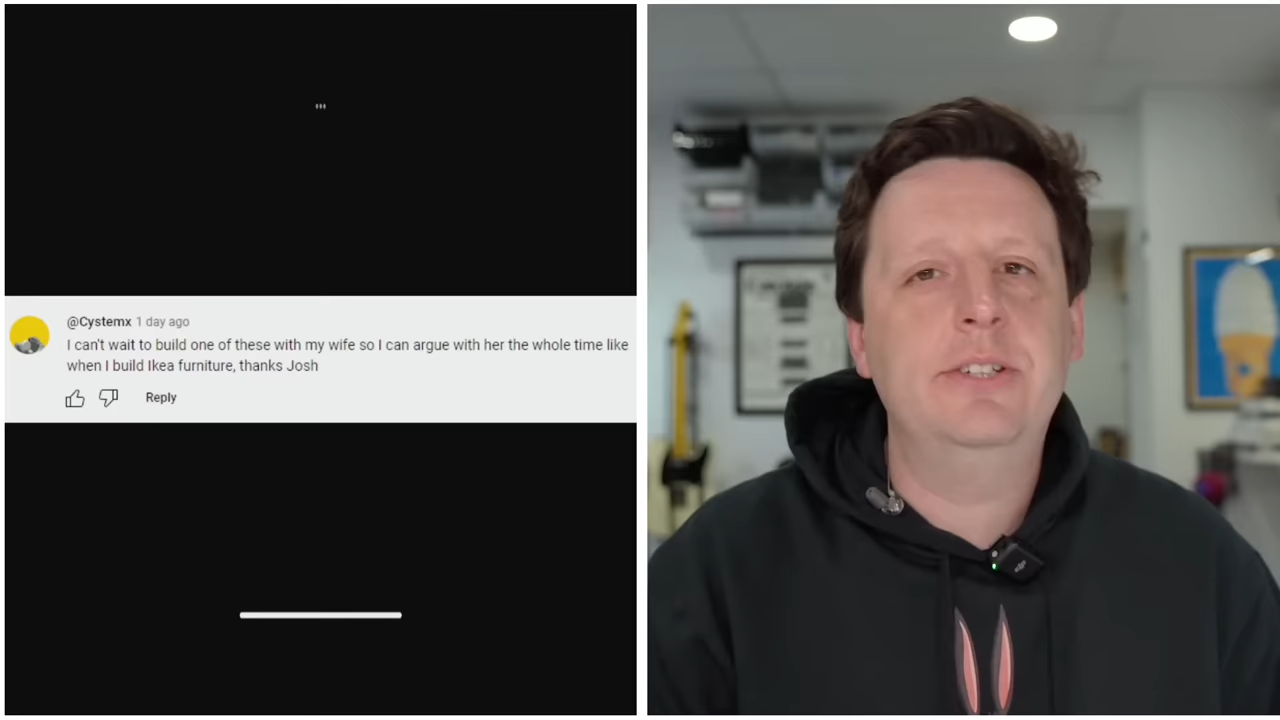 @Cystemx 1 day ago
I can't wait to build one of these with my wife so I can argue with her the whole time like
when I build Ikea furniture, thanks Josh
Reply